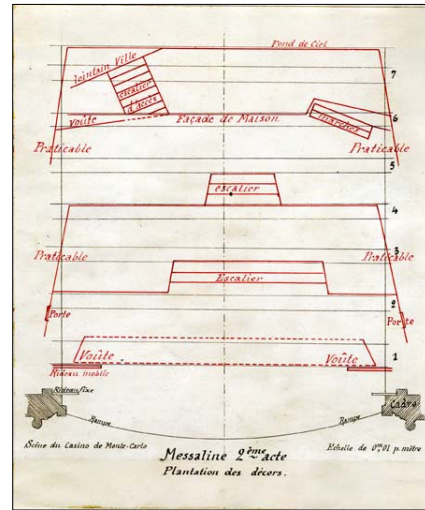 Fond de Ciel
lointain Ville
7
escalier
d'accès
Voûte
Façade de Maison
marches
6
Praticable
Praticable
5
escalier
4
Praticable
3
Praticable
Escalier
2
Porte
Porte
Voûte
Voûte
1
Rideau mobile
Rideau fixe
Cadre
Rampe
Rampe
Scène du Casino de Monte-Carlo
Echelle de 0m,01 p. mètre
Messaline 2ème acte
Plantation des décors.